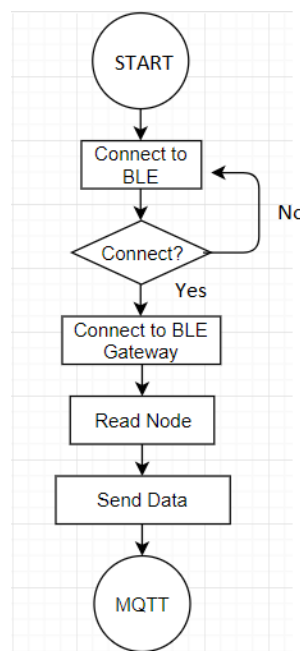 START
Connect to
BLE
No
Connect?
Yes
Connect to BLE
Gateway
Read Node
Send Data
MQTT